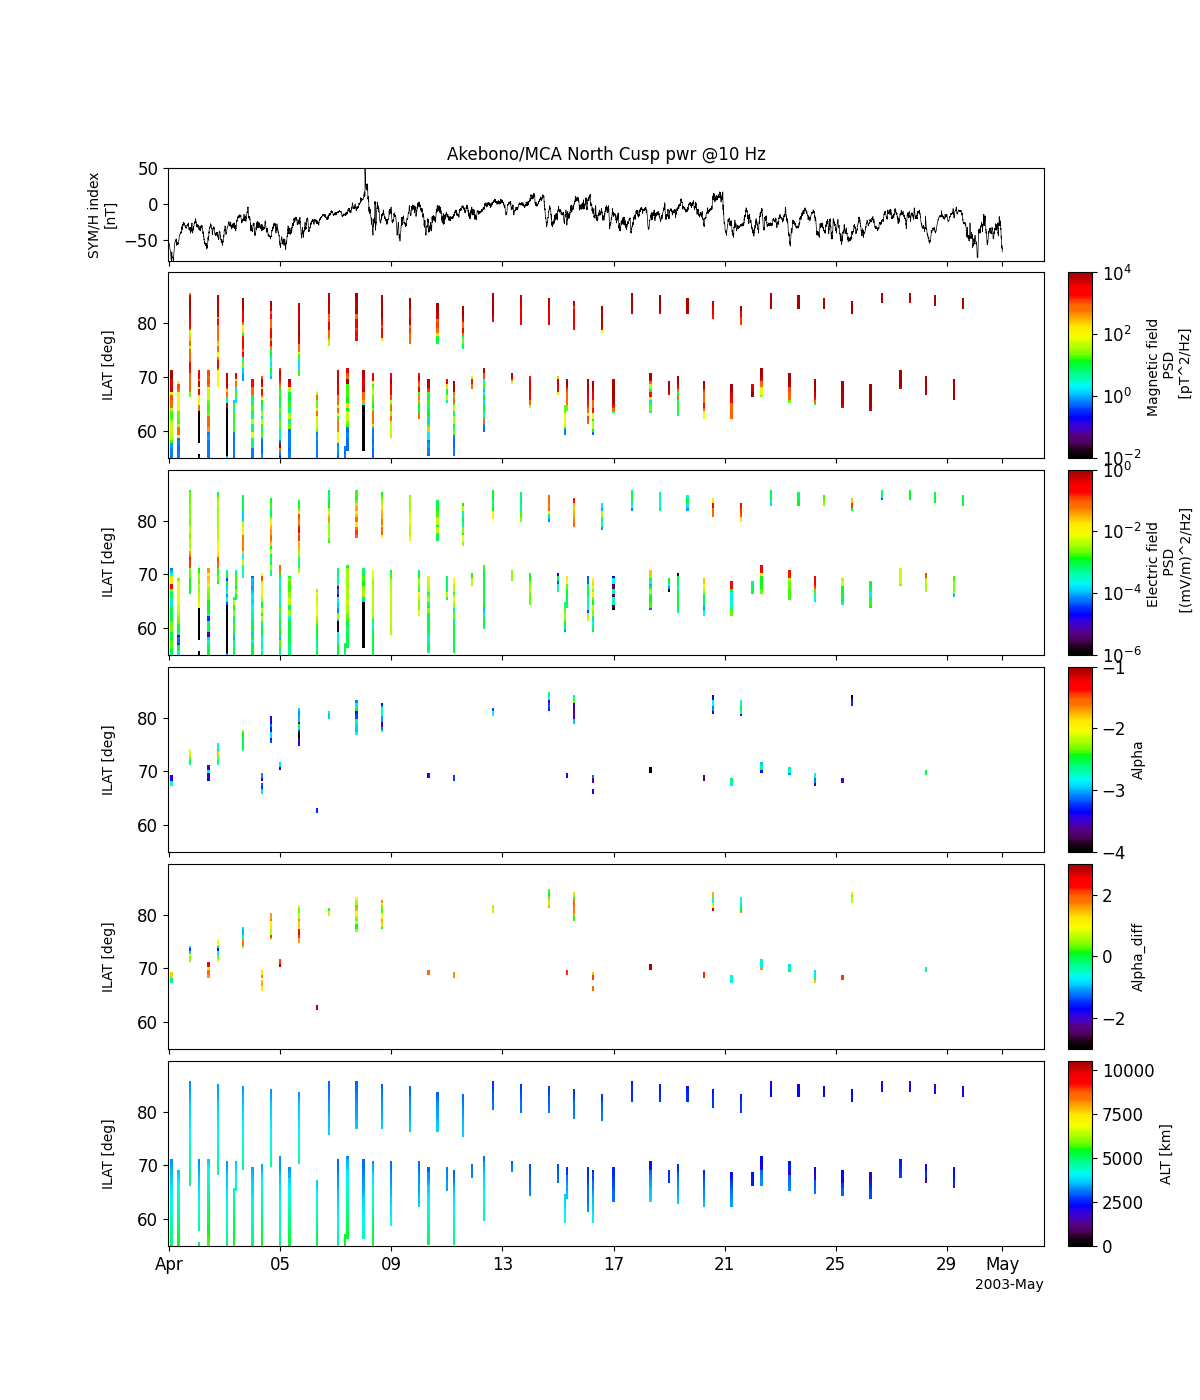 Akebono/MCA North Cusp pwr @10 Hz
SYM/H index
[nT]
50
0
−50
ILAT [deg]
80
70
60
10^4
10^2
10^0
10^−2
Magnetic field
PSD
[pT^2/Hz]
ILAT [deg]
80
70
60
10^0
10^−2
10^−4
10^−6
Electric field
PSD
[(mV/m)^2/Hz]
ILAT [deg]
80
70
60
−1
−2
−3
−4
Alpha
ILAT [deg]
80
70
60
2
0
−2
Alpha_diff
ILAT [deg]
80
70
60
10000
7500
5000
2500
0
ALT [km]
Apr 05 09 13 17 21 25 29 May
2003-May